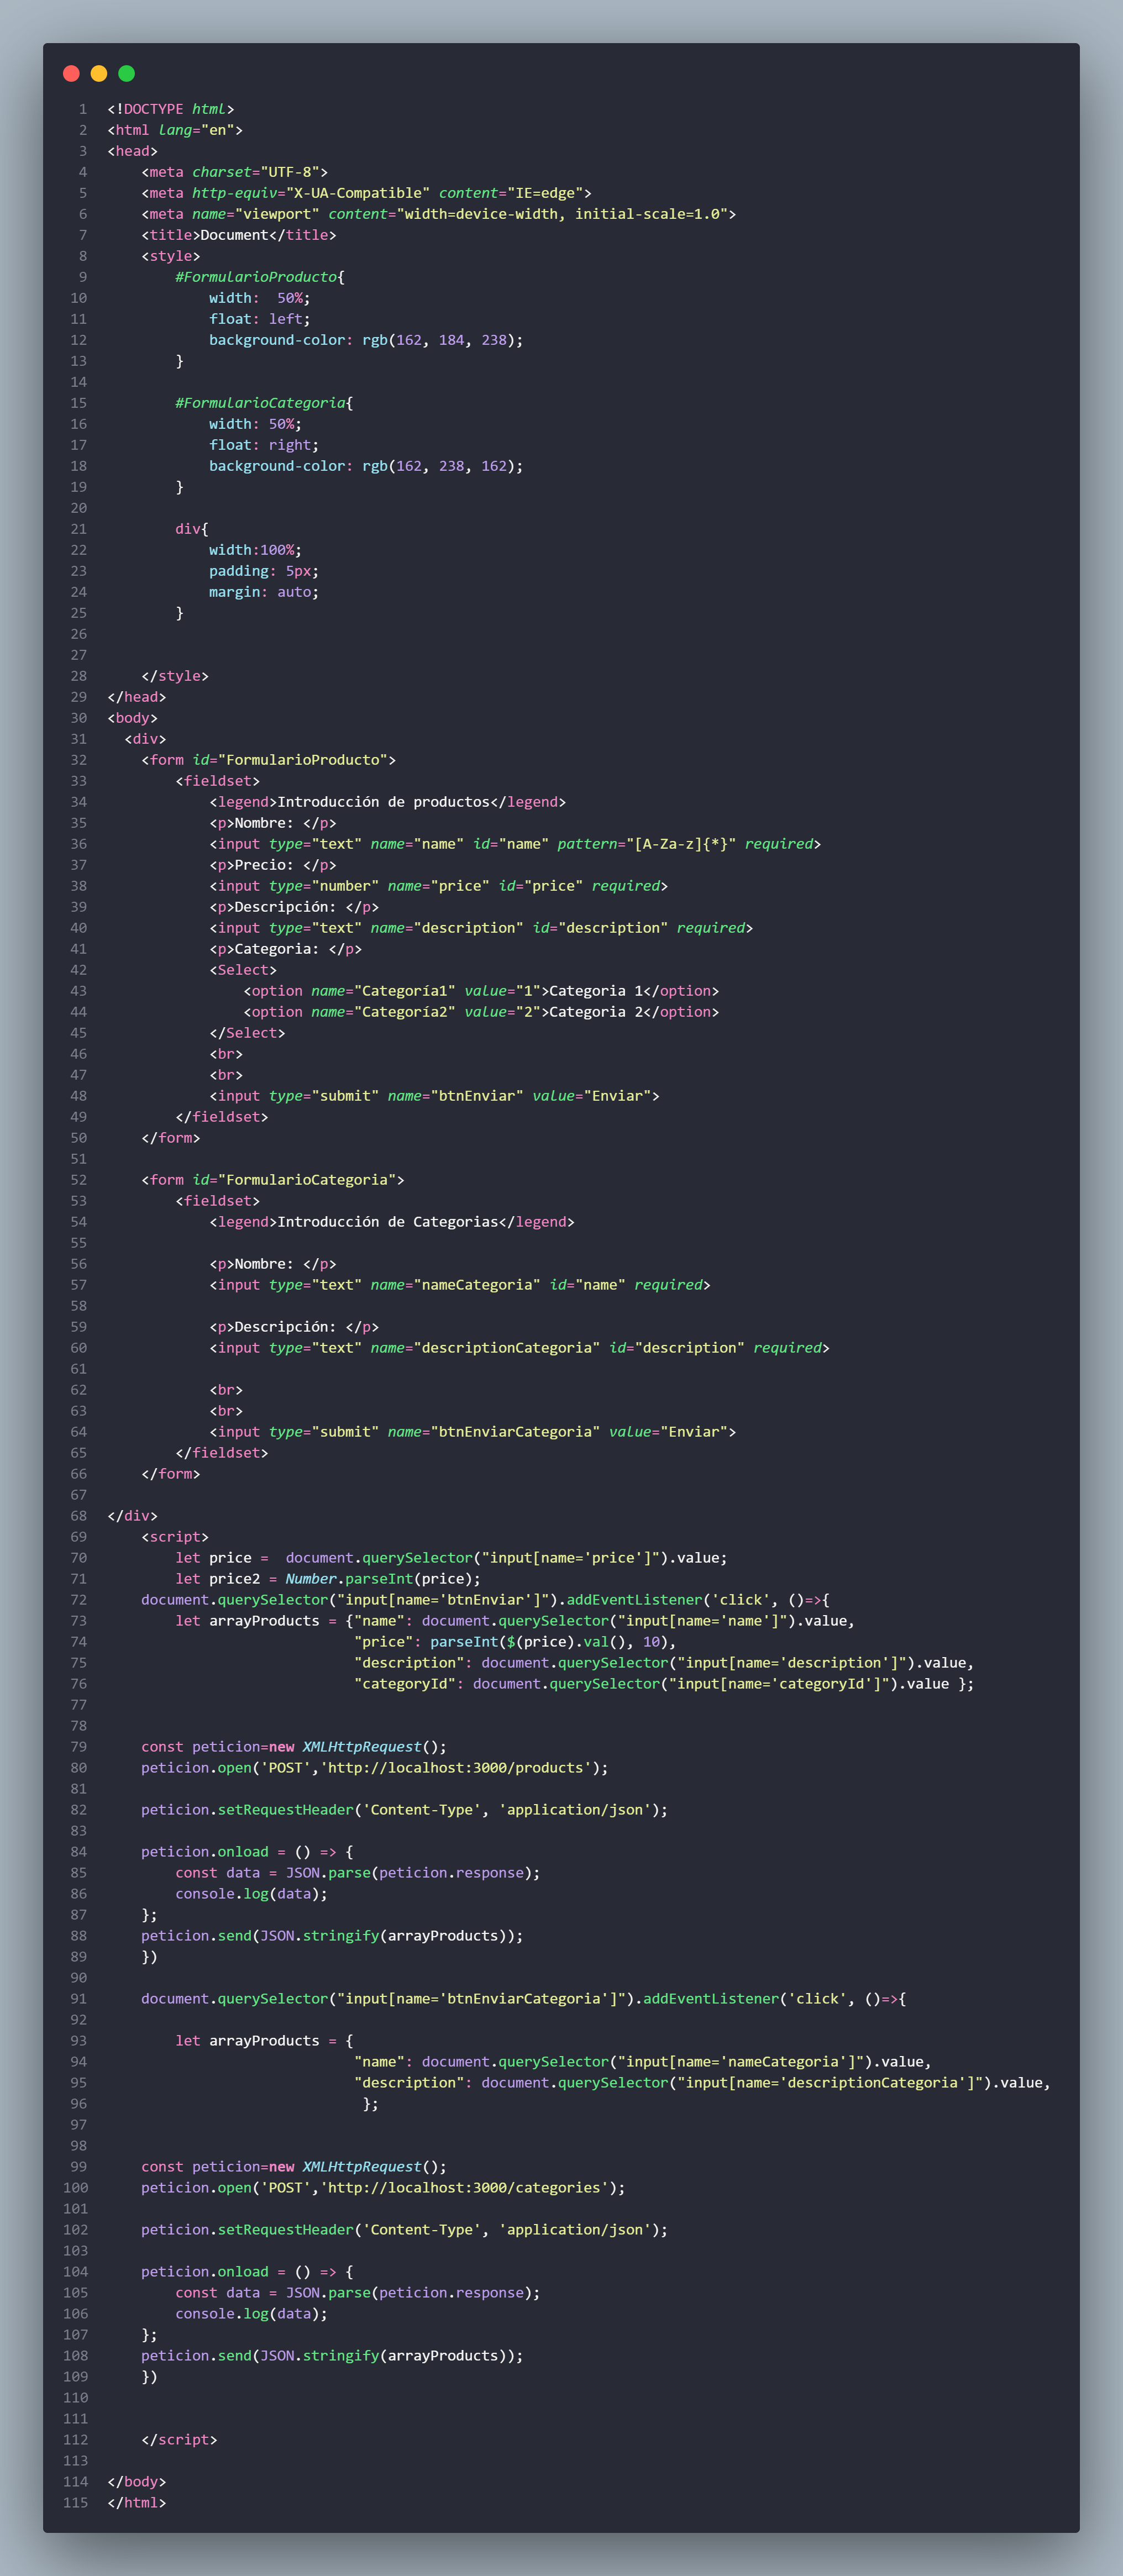 1 <!DOCTYPE html>
2 <html lang="en">
3 <head>
4     <meta charset="UTF-8">
5     <meta http-equiv="X-UA-Compatible" content="IE=edge">
6     <meta name="viewport" content="width=device-width, initial-scale=1.0">
7     <title>Document</title>
8     <style>
9         #FormularioProducto{
10             width:  50%;
11             float: left;
12             background-color: rgb(162, 184, 238);
13         }
14
15         #FormularioCategoria{
16             width: 50%;
17             float: right;
18             background-color: rgb(162, 238, 162);
19         }
20
21         div{
22             width:100%;
23             padding: 5px;
24             margin: auto;
25         }
26
27
28     </style>
29 </head>
30 <body>
31   <div>
32     <form id="FormularioProducto">
33         <fieldset>
34             <legend>Introducción de productos</legend>
35             <p>Nombre: </p>
36             <input type="text" name="name" id="name" pattern="[A-Za-z]{*}" required>
37             <p>Precio: </p>
38             <input type="number" name="price" id="price" required>
39             <p>Descripción: </p>
40             <input type="text" name="description" id="description" required>
41             <p>Categoria: </p>
42             <Select>
43                 <option name="Categoría1" value="1">Categoria 1</option>
44                 <option name="Categoría2" value="2">Categoria 2</option>
45             </Select>
46             <br>
47             <br>
48             <input type="submit" name="btnEnviar" value="Enviar">
49         </fieldset>
50     </form>
51
52     <form id="FormularioCategoria">
53         <fieldset>
54             <legend>Introducción de Categorias</legend>
55
56             <p>Nombre: </p>
57             <input type="text" name="nameCategoria" id="name" required>
58
59             <p>Descripción: </p>
60             <input type="text" name="descriptionCategoria" id="description" required>
61
62             <br>
63             <br>
64             <input type="submit" name="btnEnviarCategoria" value="Enviar">
65         </fieldset>
66     </form>
67
68 </div>
69     <script>
70         let price =  document.querySelector("input[name='price']").value;
71         let price2 = Number.parseInt(price);
72     document.querySelector("input[name='btnEnviar']").addEventListener('click', ()=>{
73         let arrayProducts = {"name": document.querySelector("input[name='name']").value,
74                              "price": parseInt($(price).val(), 10),
75                              "description": document.querySelector("input[name='description']").value,
76                              "categoryId": document.querySelector("input[name='categoryId']").value };
77
78
79     const peticion=new XMLHttpRequest();
80     peticion.open('POST','http://localhost:3000/products');
81
82     peticion.setRequestHeader('Content-Type', 'application/json');
83
84     peticion.onload = () => {
85         const data = JSON.parse(peticion.response);
86         console.log(data);
87     };
88     peticion.send(JSON.stringify(arrayProducts));
89     })
90
91     document.querySelector("input[name='btnEnviarCategoria']").addEventListener('click', ()=>{
92
93         let arrayProducts = {
94                              "name": document.querySelector("input[name='nameCategoria']").value,
95                              "description": document.querySelector("input[name='descriptionCategoria']").value,
96                               };
97
98
99     const peticion=new XMLHttpRequest();
100     peticion.open('POST','http://localhost:3000/categories');
101
102     peticion.setRequestHeader('Content-Type', 'application/json');
103
104     peticion.onload = () => {
105         const data = JSON.parse(peticion.response);
106         console.log(data);
107     };
108     peticion.send(JSON.stringify(arrayProducts));
109     })
110
111
112     </script>
113
114 </body>
115 </html>